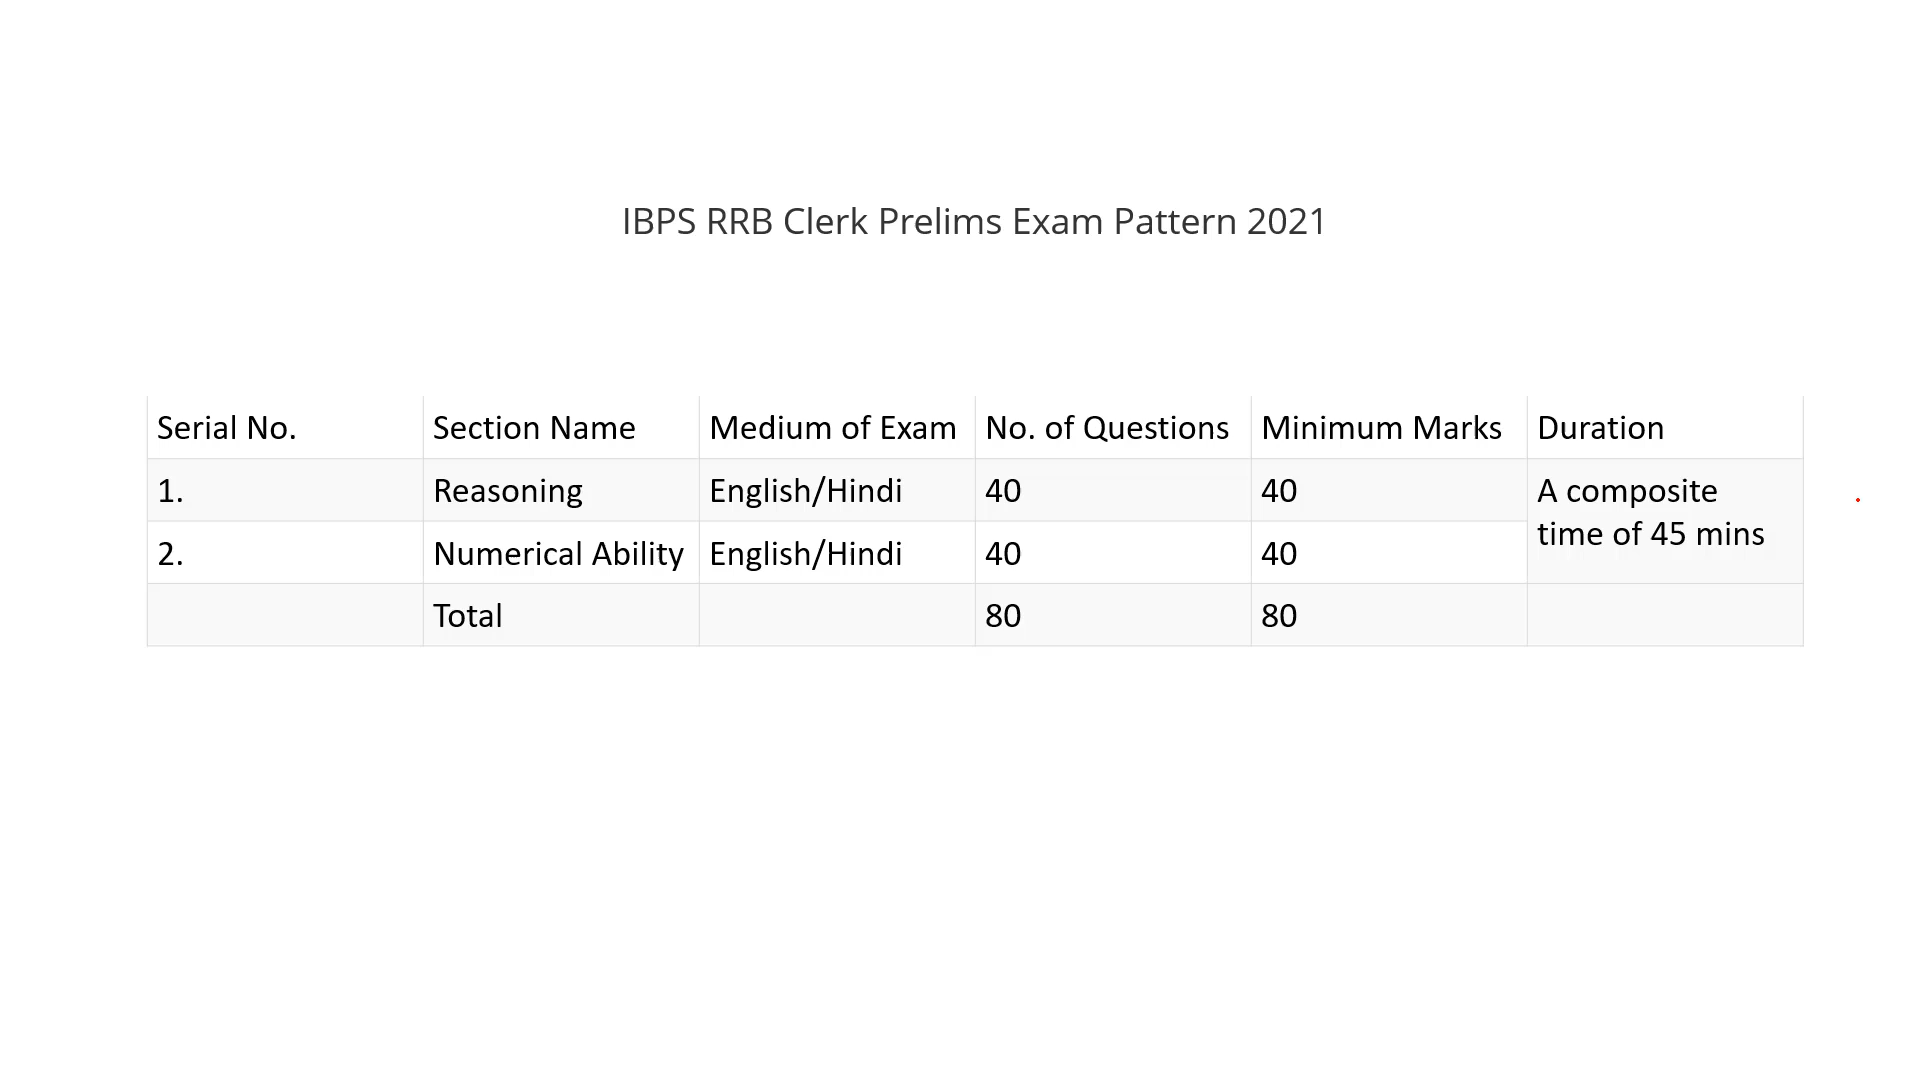 IBPS RRB Clerk Prelims Exam Pattern 2021
Serial No. Section Name Medium of Exam No. of Questions Minimum Marks Duration
1. Reasoning English/Hindi 40 40 A composite
time of 45 mins
2. Numerical Ability English/Hindi 40 40
Total 80 80